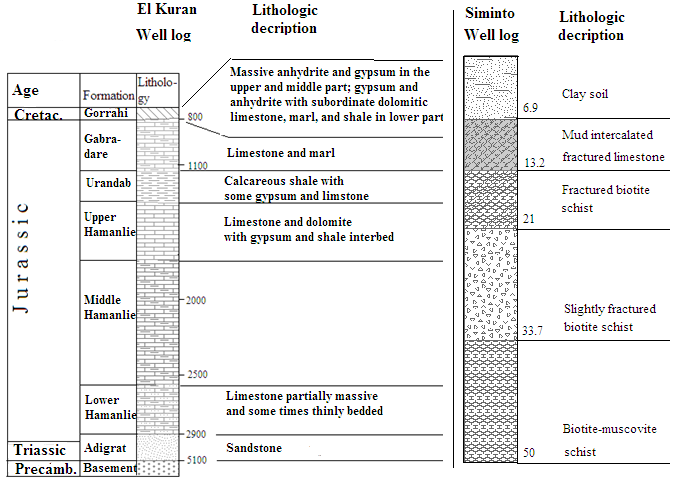 El Kuran
Well log
Lithologic
decription
Age
Formation
Litholo-
gy
Cretac.
Gorrahi
800
Massive anhydrite and gypsum in the
upper and middle part; gypsum and
anhydrite with subordinate dolomitic
limestone, marl, and shale in lower part
Jurassic
Gabra-
dare
1100
Limestone and marl
Urandab
Calcareous shale with
some gypsum and limstone
Upper
Hamanlie
Limestone and dolomite
with gypsum and shale interbed
Middle
Hamanlie
2000
2500
Lower
Hamanlie
Limestone partially massive
and some times thinly bedded
2900
Triassic
Adigrat
Sandstone
5100
Precamb.
Basement
Siminto
Well log
Lithologic
decription
Clay soil
6.9
Mud intercalated
fractured limestone
13.2
Fractured biotite
schist
21
Slightly fractured
biotite schist
33.7
Biotite-muscovite
schist
50